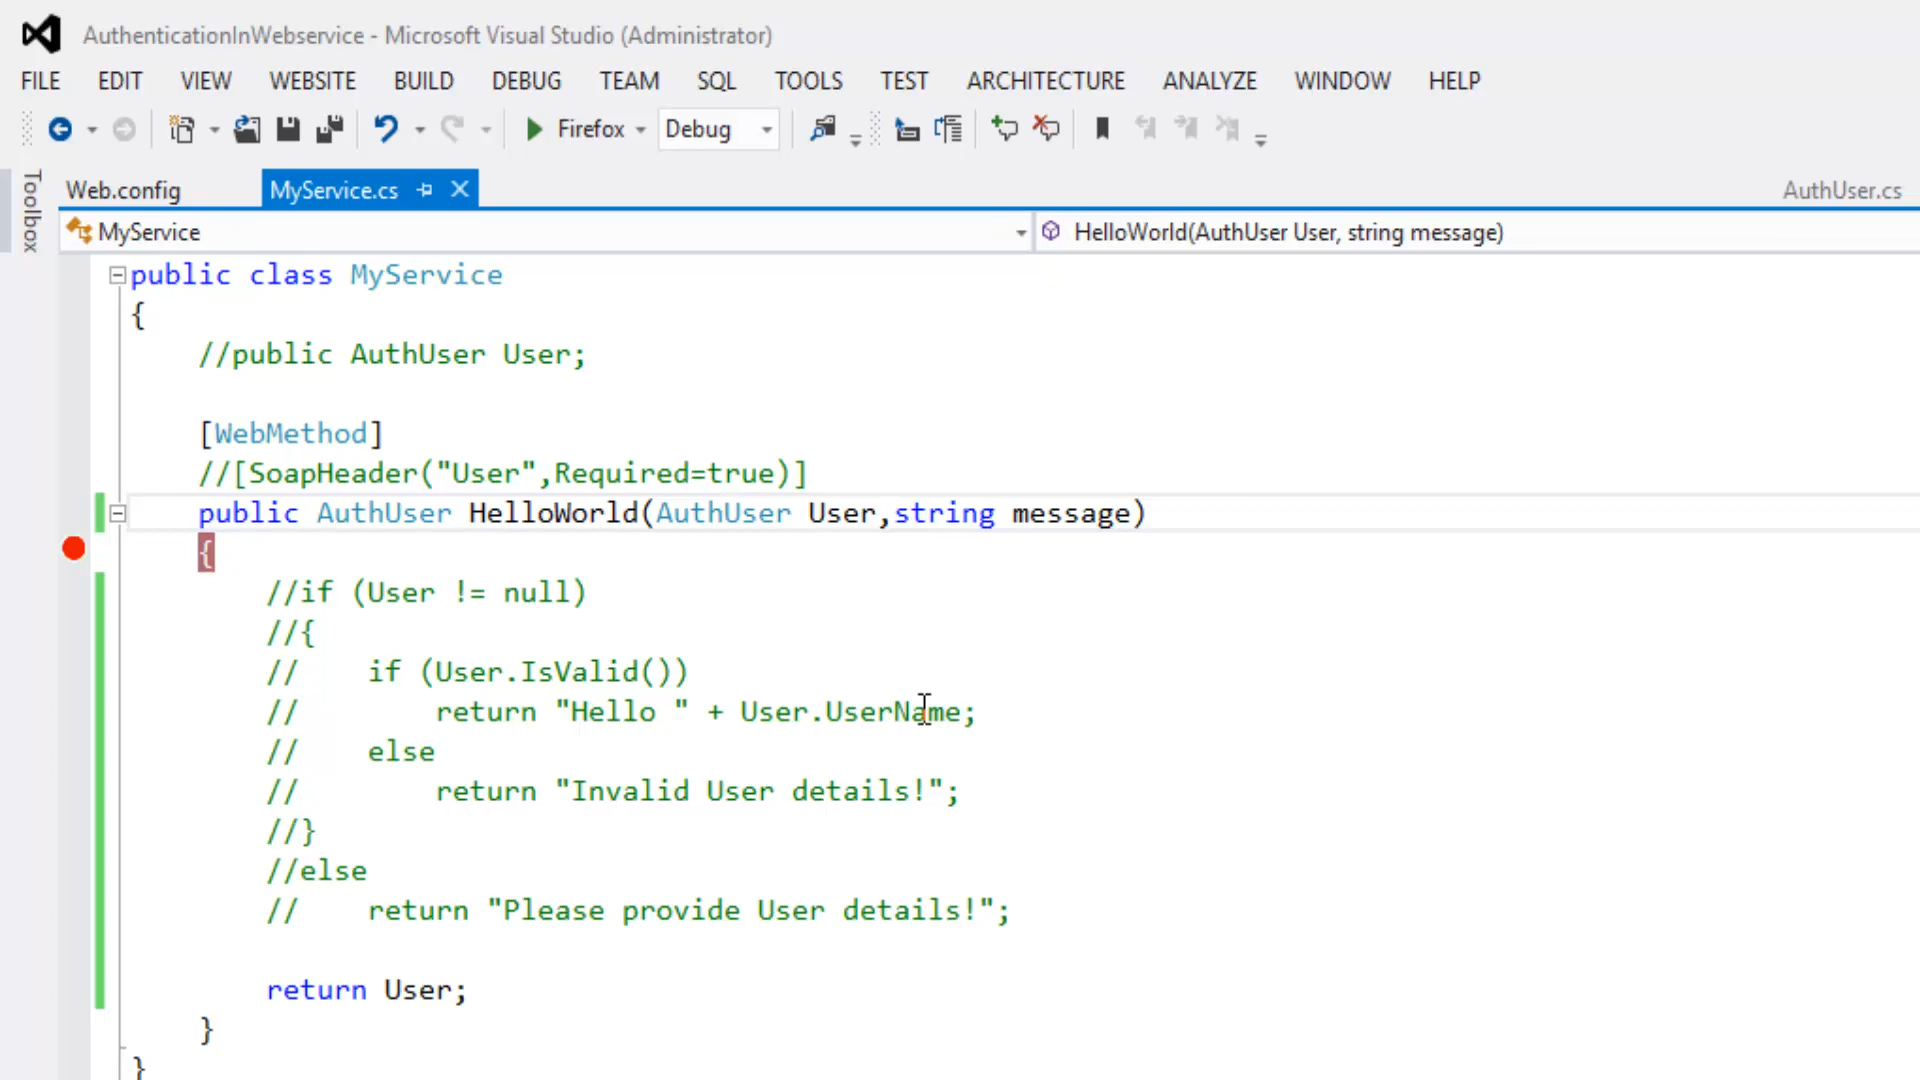 AuthenticationInWebservice - Microsoft Visual Studio (Administrator)
FILE EDIT VIEW WEBSITE BUILD DEBUG TEAM SQL TOOLS TEST ARCHITECTURE ANALYZE WINDOW HELP
Firefox Debug
Toolbox
Web.config MyService.cs AuthUser.cs
MyService HelloWorld(AuthUser User, string message)
public class MyService
{
//public AuthUser User;
[WebMethod]
//[SoapHeader("User",Required=true)]
public AuthUser HelloWorld(AuthUser User,string message)
{
//if (User != null)
//{
// if (User.IsValid())
// return "Hello " + User.UserName;
// else
// return "Invalid User details!";
//}
//else
// return "Please provide User details!";
return User;
}
}